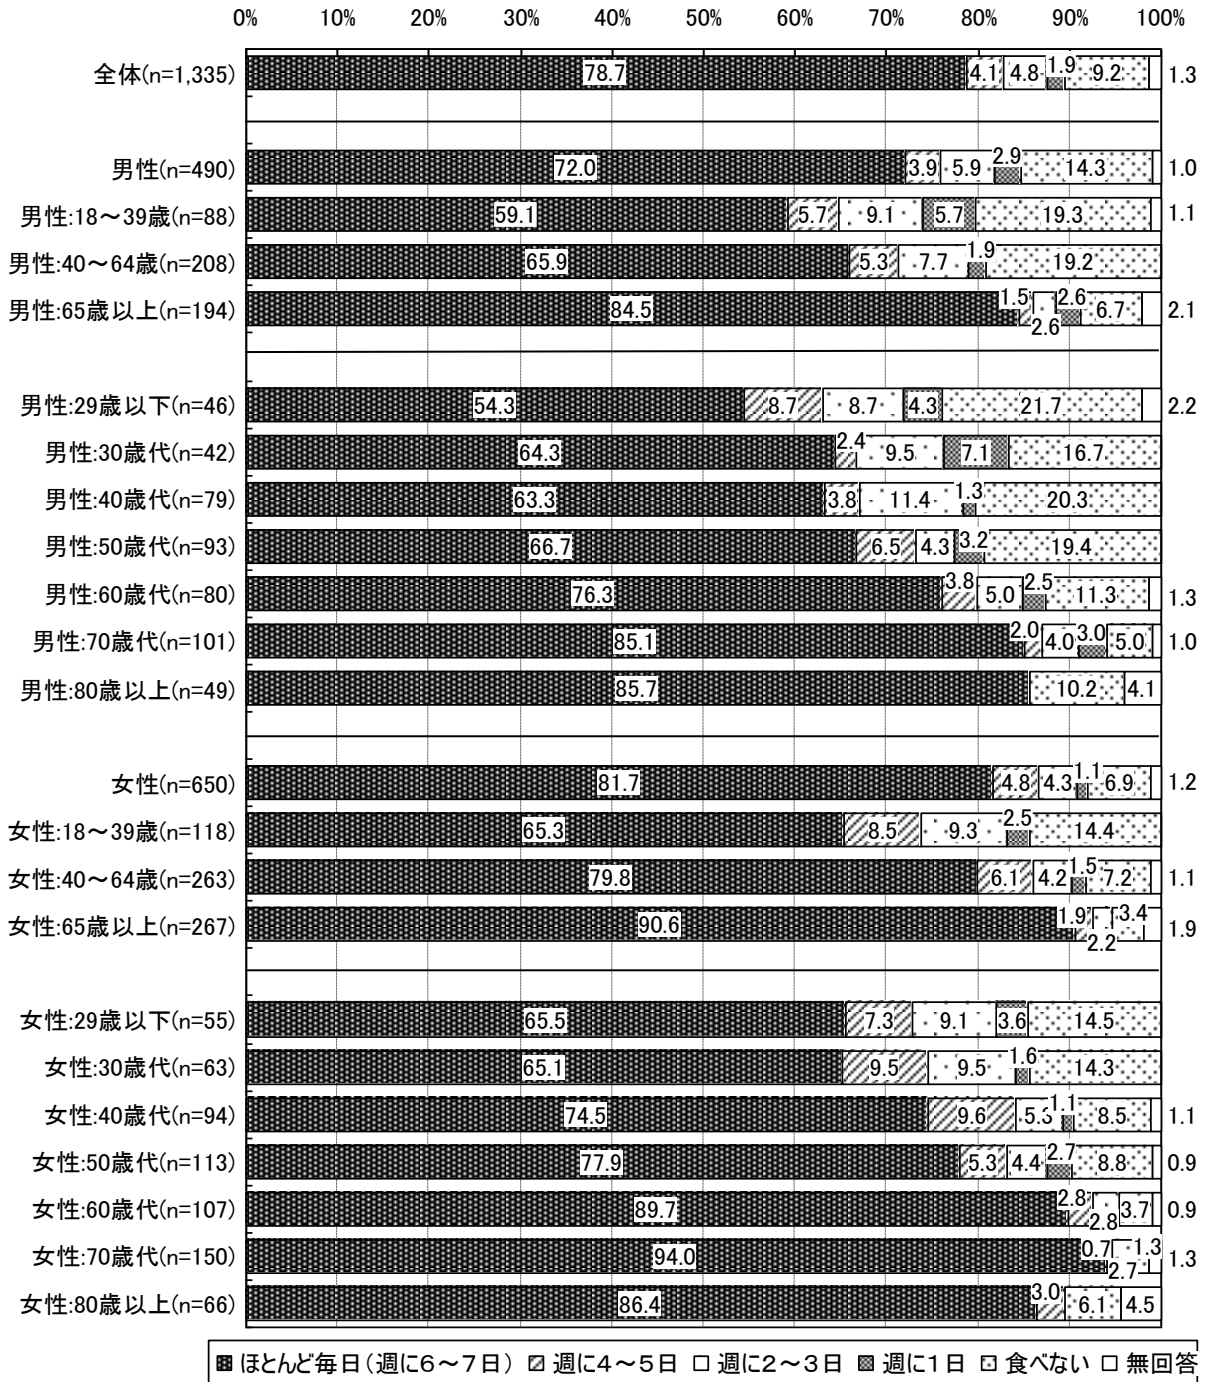 0% 10% 20% 30% 40% 50% 60% 70% 80% 90% 100%
全体(n=1,335) 78.7 4.1 4.8 1.9 9.2 1.3
男性(n=490) 72.0 3.9 5.9 2.9 14.3 1.0
男性:18～39歳(n=88) 59.1 5.7 9.1 5.7 19.3 1.1
男性:40～64歳(n=208) 65.9 5.3 7.7 1.9 19.2
男性:65歳以上(n=194) 84.5 1.5 2.6 2.6 6.7 2.1
男性:29歳以下(n=46) 54.3 8.7 8.7 4.3 21.7 2.2
男性:30歳代(n=42) 64.3 2.4 9.5 7.1 16.7
男性:40歳代(n=79) 63.3 3.8 11.4 1.3 20.3
男性:50歳代(n=93) 66.7 6.5 4.3 3.2 19.4
男性:60歳代(n=80) 76.3 3.8 5.0 2.5 11.3 1.3
男性:70歳代(n=101) 85.1 2.0 4.0 3.0 5.0 1.0
男性:80歳以上(n=49) 85.7 10.2 4.1
女性(n=650) 81.7 4.8 4.3 1.1 6.9 1.2
女性:18～39歳(n=118) 65.3 8.5 9.3 2.5 14.4
女性:40～64歳(n=263) 79.8 6.1 4.2 1.5 7.2 1.1
女性:65歳以上(n=267) 90.6 1.9 2.2 3.4 1.9
女性:29歳以下(n=55) 65.5 7.3 9.1 3.6 14.5
女性:30歳代(n=63) 65.1 9.5 9.5 1.6 14.3
女性:40歳代(n=94) 74.5 9.6 5.3 1.1 8.5 1.1
女性:50歳代(n=113) 77.9 5.3 4.4 2.7 8.8 0.9
女性:60歳代(n=107) 89.7 2.8 2.8 3.7 0.9
女性:70歳代(n=150) 94.0 0.7 2.7 1.3 1.3
女性:80歳以上(n=66) 86.4 3.0 6.1 4.5
ほとんど毎日(週に６～７日) 週に４～５日 週に２～３日 週に１日 食べない 無回答